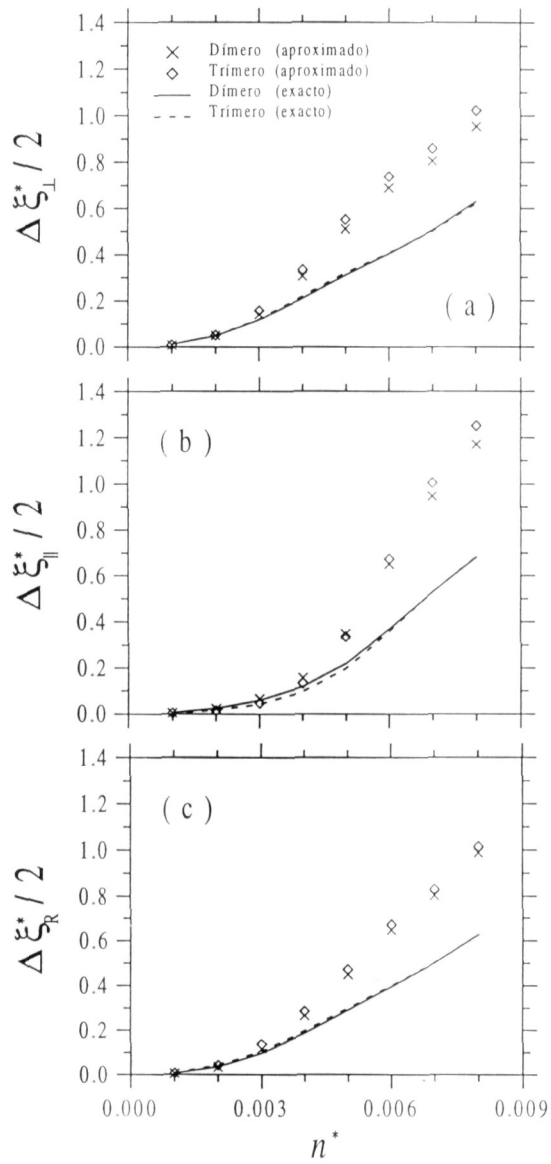 1.4
1.2
1.0
0.8
0.6
0.4
0.2
0.0
Δξ*⊥ / 2
Dímero (aproximado)
Trímero (aproximado)
Dímero (exacto)
Trímero (exacto)
(a)
1.4
1.2
1.0
0.8
0.6
0.4
0.2
0.0
Δξ*|| / 2
(b)
1.4
1.2
1.0
0.8
0.6
0.4
0.2
0.0
Δξ*R / 2
(c)
0.000 0.003 0.006 0.009
n*